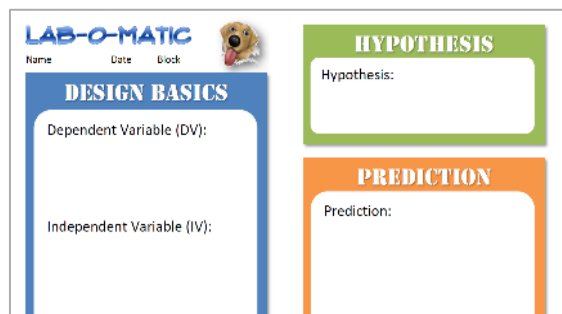 LAB-O-MATIC
Name Date Block
DESIGN BASICS
Dependent Variable (DV):
Independent Variable (IV):
HYPOTHESIS
Hypothesis:
PREDICTION
Prediction: